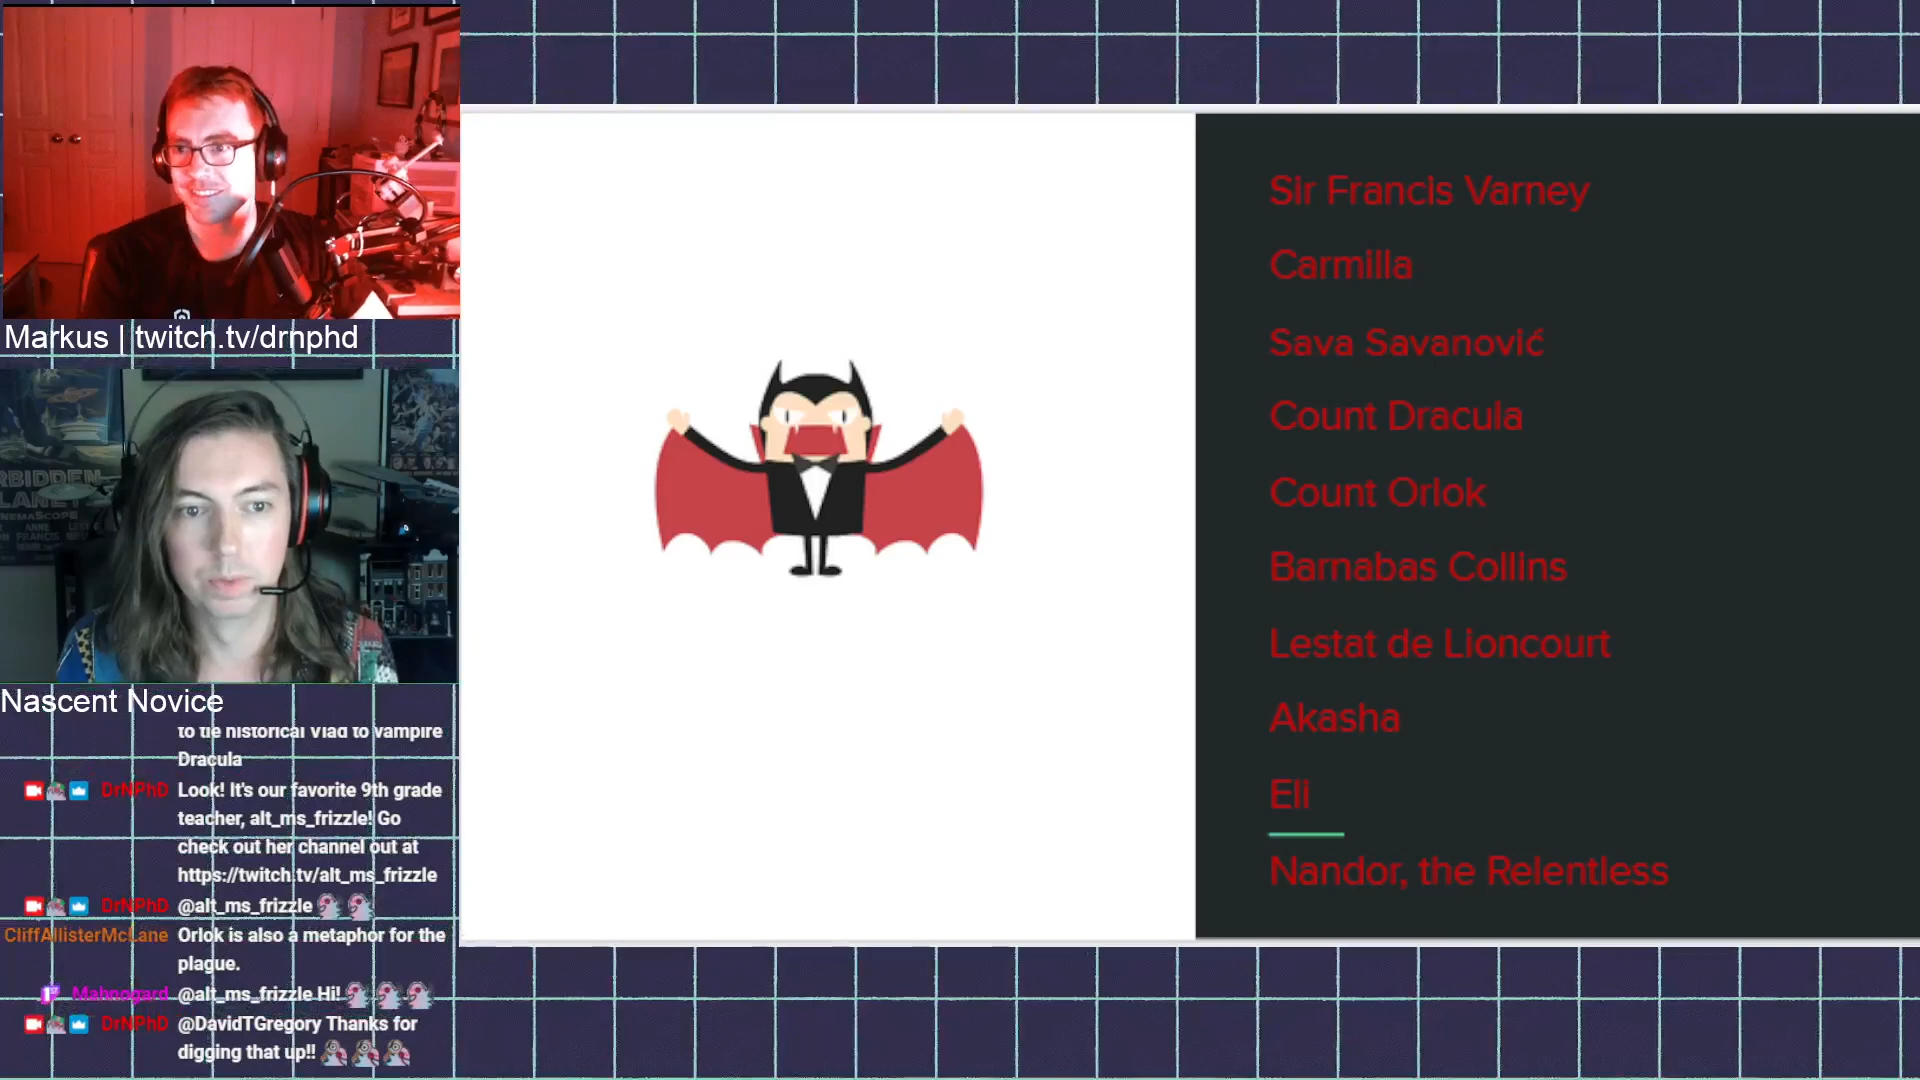 Markus | twitch.tv/drnphd
Nascent Novice
to tie historical Vlad to vampire
Dracula
DrNPhD Look! It's our favorite 9th grade
teacher, alt_ms_frizzle! Go
check out her channel out at
https://twitch.tv/alt_ms_frizzle
DrNPhD @alt_ms_frizzle
CliffAllisterMcLane Orlok is also a metaphor for the
plague.
Mahnogard @alt_ms_frizzle Hi!
DrNPhD @DavidTGregory Thanks for
digging that up!!
Sir Francis Varney
Carmilla
Sava Savanović
Count Dracula
Count Orlok
Barnabas Collins
Lestat de Lioncourt
Akasha
Eli
Nandor, the Relentless